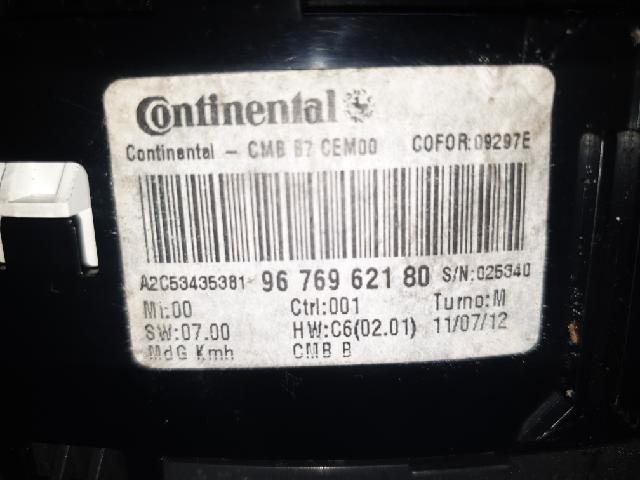 Continental
Continental - CMB B7 CEM00 COFOR:09297E
A2C53435381 96 769 621 80 S/N:025340
MI:00 Ctrl:001 Turno:M
SW:07.00 HW:C6(02.01) 11/07/12
MdG Kmh CMB B